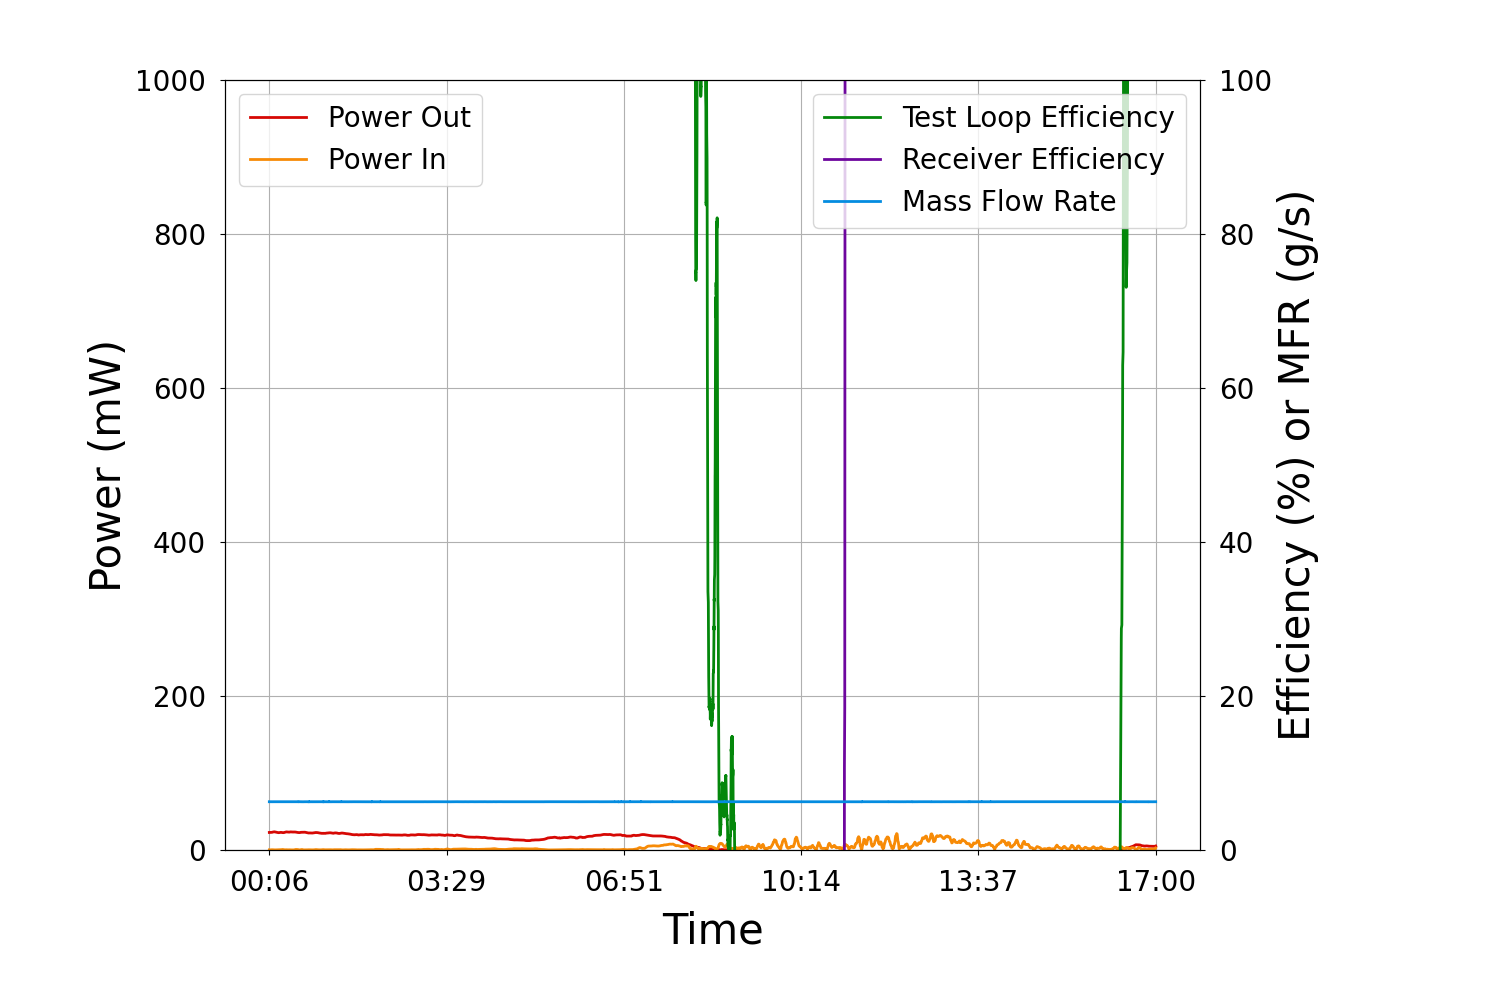 Power Out
Power In
Test Loop Efficiency
Receiver Efficiency
Mass Flow Rate
1000
800
600
400
200
0
100
80
60
40
20
0
00:06 03:29 06:51 10:14 13:37 17:00
Time
Power (mW)
Efficiency (%) or MFR (g/s)